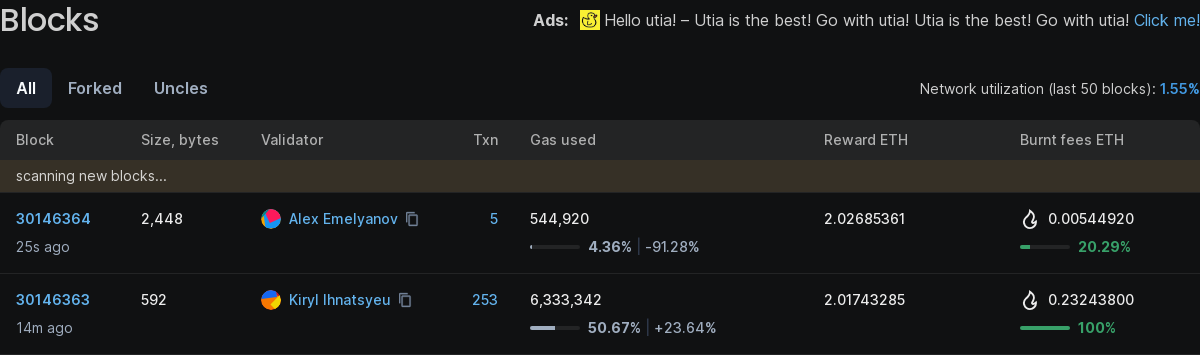 Blocks
Ads: Hello utia! – Utia is the best! Go with utia! Utia is the best! Go with utia! Click me!
All Forked Uncles Network utilization (last 50 blocks): 1.55%
Block Size, bytes Validator Txn Gas used Reward ETH Burnt fees ETH
scanning new blocks...
30146364 2,448 Alex Emelyanov 5 544,920 2.02685361 0.00544920
25s ago 4.36% | -91.28% 20.29%
30146363 592 Kiryl Ihnatsyeu 253 6,333,342 2.01743285 0.23243800
14m ago 50.67% | +23.64% 100%